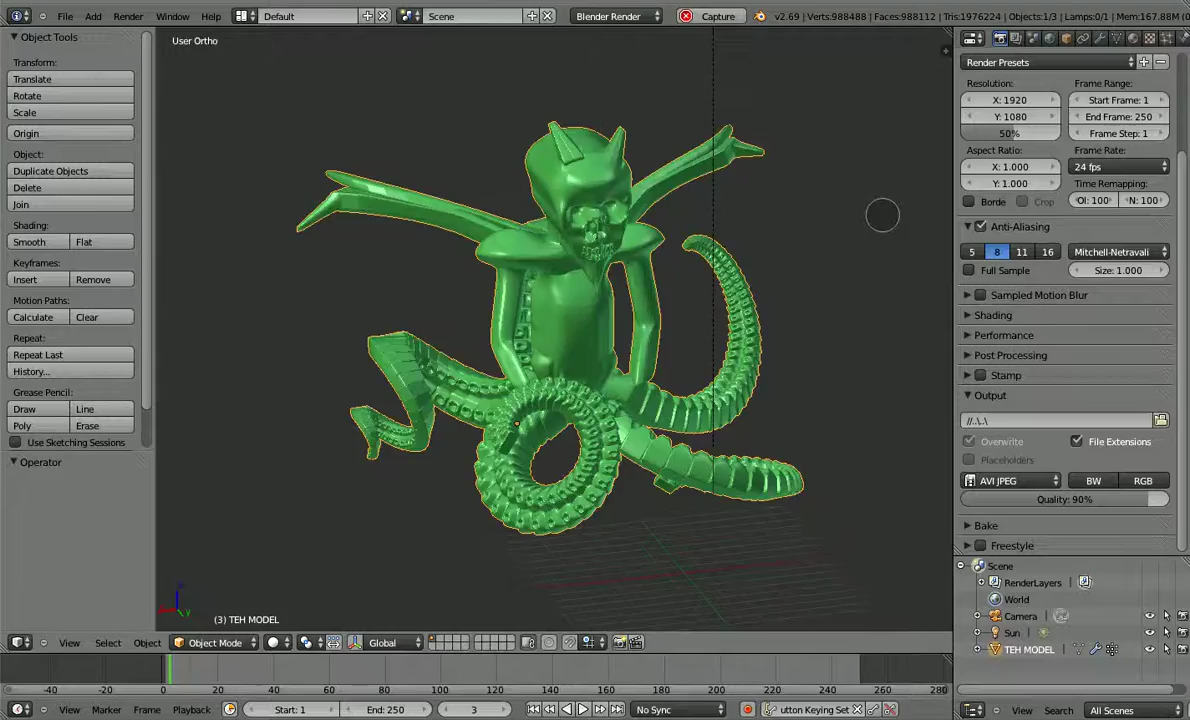 File Add Render Window Help Default Scene Blender Render Capture v2.69 | Verts:988488 | Faces:988112 | Tris:1976224 | Objects:1/3 | Lamps:0/1 | Mem:167.88M
Object Tools
Transform:
Translate
Rotate
Scale
Origin
Object:
Duplicate Objects
Delete
Join
Shading:
Smooth Flat
Keyframes:
Insert Remove
Motion Paths:
Calculate Clear
Repeat:
Repeat Last
History...
Grease Pencil:
Draw Line
Poly Erase
Use Sketching Sessions
Operator
User Ortho
(3) TEH MODEL
View Select Object Object Mode Global
-40 -20 0 20 40 60 80 100 120 140 160 180 200 220 240 260 280
View Marker Frame Playback Start: 1 End: 250 3 No Sync utton Keying Set
Render Presets
Resolution: Frame Range:
X: 1920 Start Frame: 1
Y: 1080 End Frame: 250
50% Frame Step: 1
Aspect Ratio: Frame Rate:
X: 1.000 24 fps
Y: 1.000 Time Remapping:
Borde Crop Ol: 100 N: 100
Anti-Aliasing
5 8 11 16 Mitchell-Netravali
Full Sample Size: 1.000
Sampled Motion Blur
Shading
Performance
Post Processing
Stamp
Output
//..\..\
Overwrite File Extensions
Placeholders
AVI JPEG BW RGB
Quality: 90%
Bake
Freestyle
Scene
RenderLayers
World
Camera
Sun
TEH MODEL
View Search All Scenes